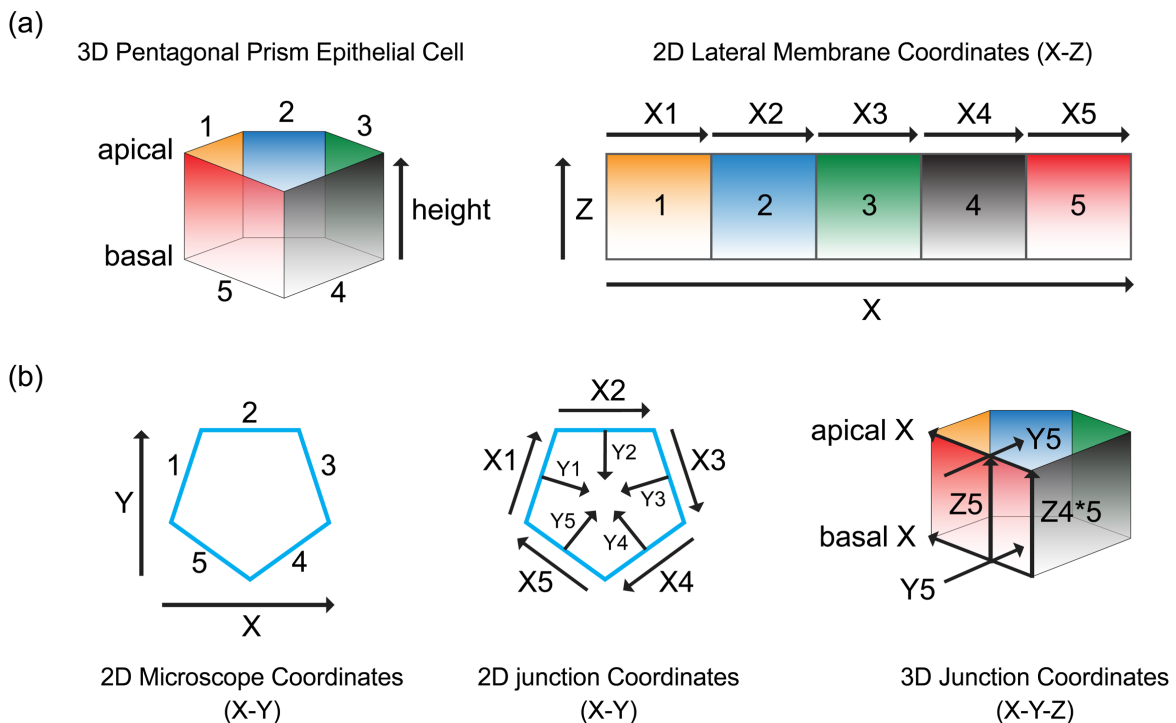 (a)
3D Pentagonal Prism Epithelial Cell
2D Lateral Membrane Coordinates (X-Z)
1
2
3
apical
basal
height
5
4
X1
X2
X3
X4
X5
Z
1
2
3
4
5
X
(b)
2
1
3
5
4
Y
X
2D Microscope Coordinates
(X-Y)
X2
X1
X3
Y2
Y1
Y3
Y5
Y4
X5
X4
2D junction Coordinates
(X-Y)
apical X
Y5
Z5
Z4*5
basal X
Y5
3D Junction Coordinates
(X-Y-Z)